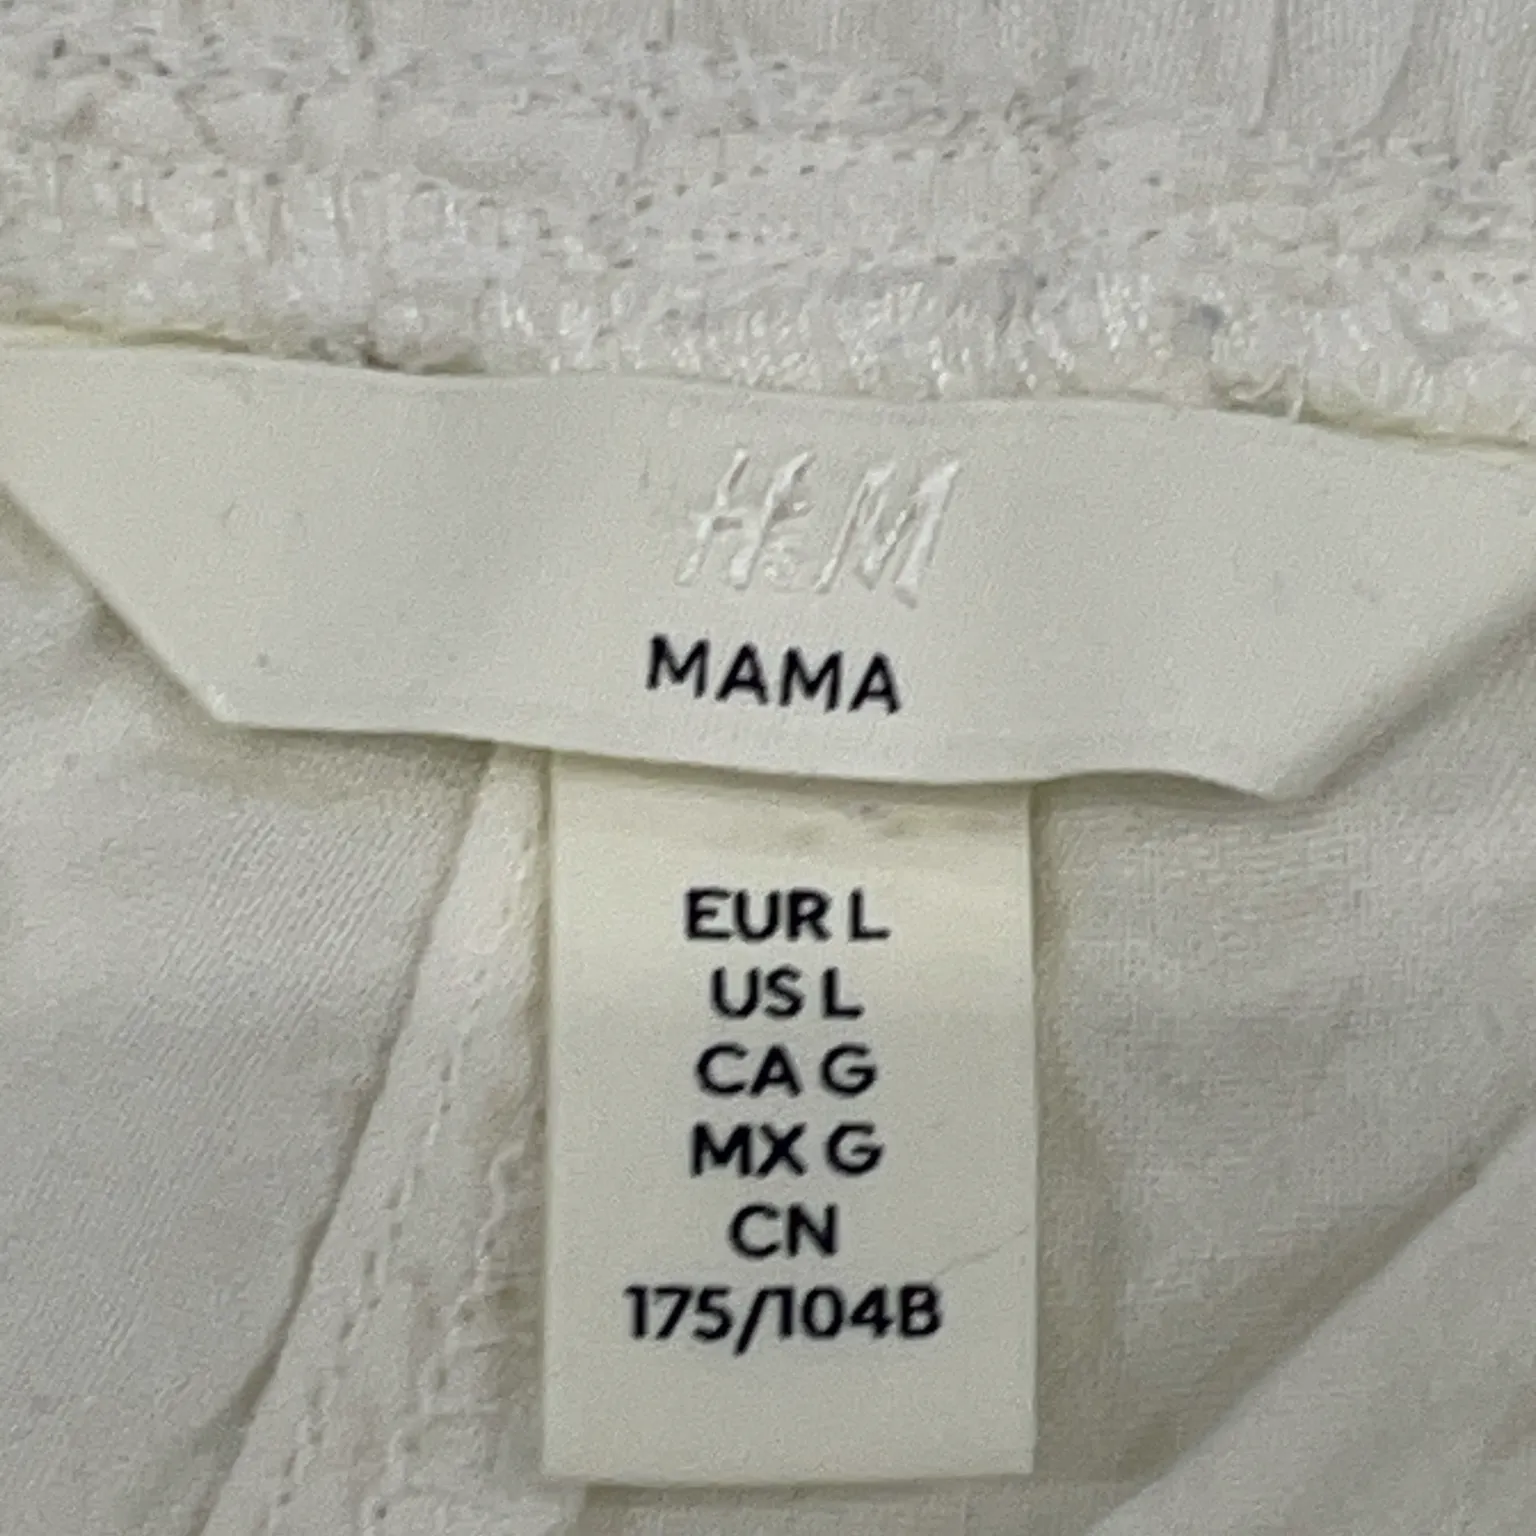 H&M
MAMA
EUR L
US L
CA G
MX G
CN
175/104B